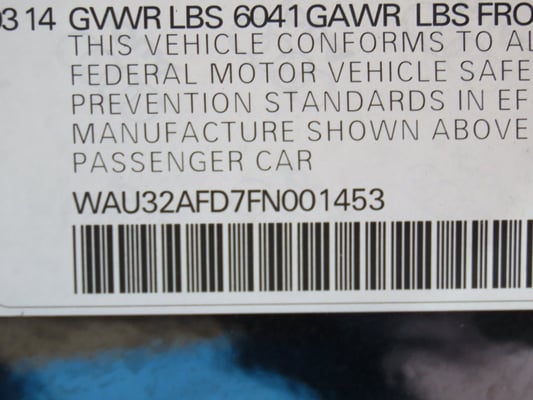 03 14 GVWR LBS 6041 GAWR LBS FRO
THIS VEHICLE CONFORMS TO AL
FEDERAL MOTOR VEHICLE SAFE
PREVENTION STANDARDS IN EF
MANUFACTURE SHOWN ABOVE
PASSENGER CAR
WAU32AFD7FN001453